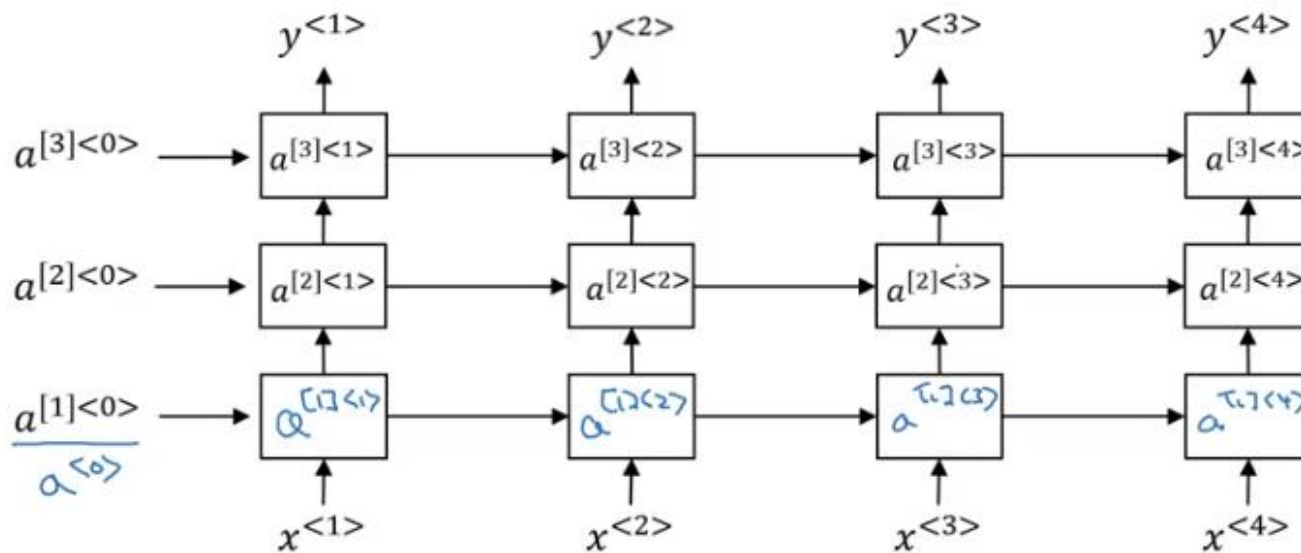 y<1> y<2> y<3> y<4>
a[3]<0> a[3]<1> a[3]<2> a[3]<3> a[3]<4>
a[2]<0> a[2]<1> a[2]<2> a[2]<3> a[2]<4>
a[1]<0> a[1]<1> a[1]<2> a[1]<3> a[1]<4>
a<0>
x<1> x<2> x<3> x<4>